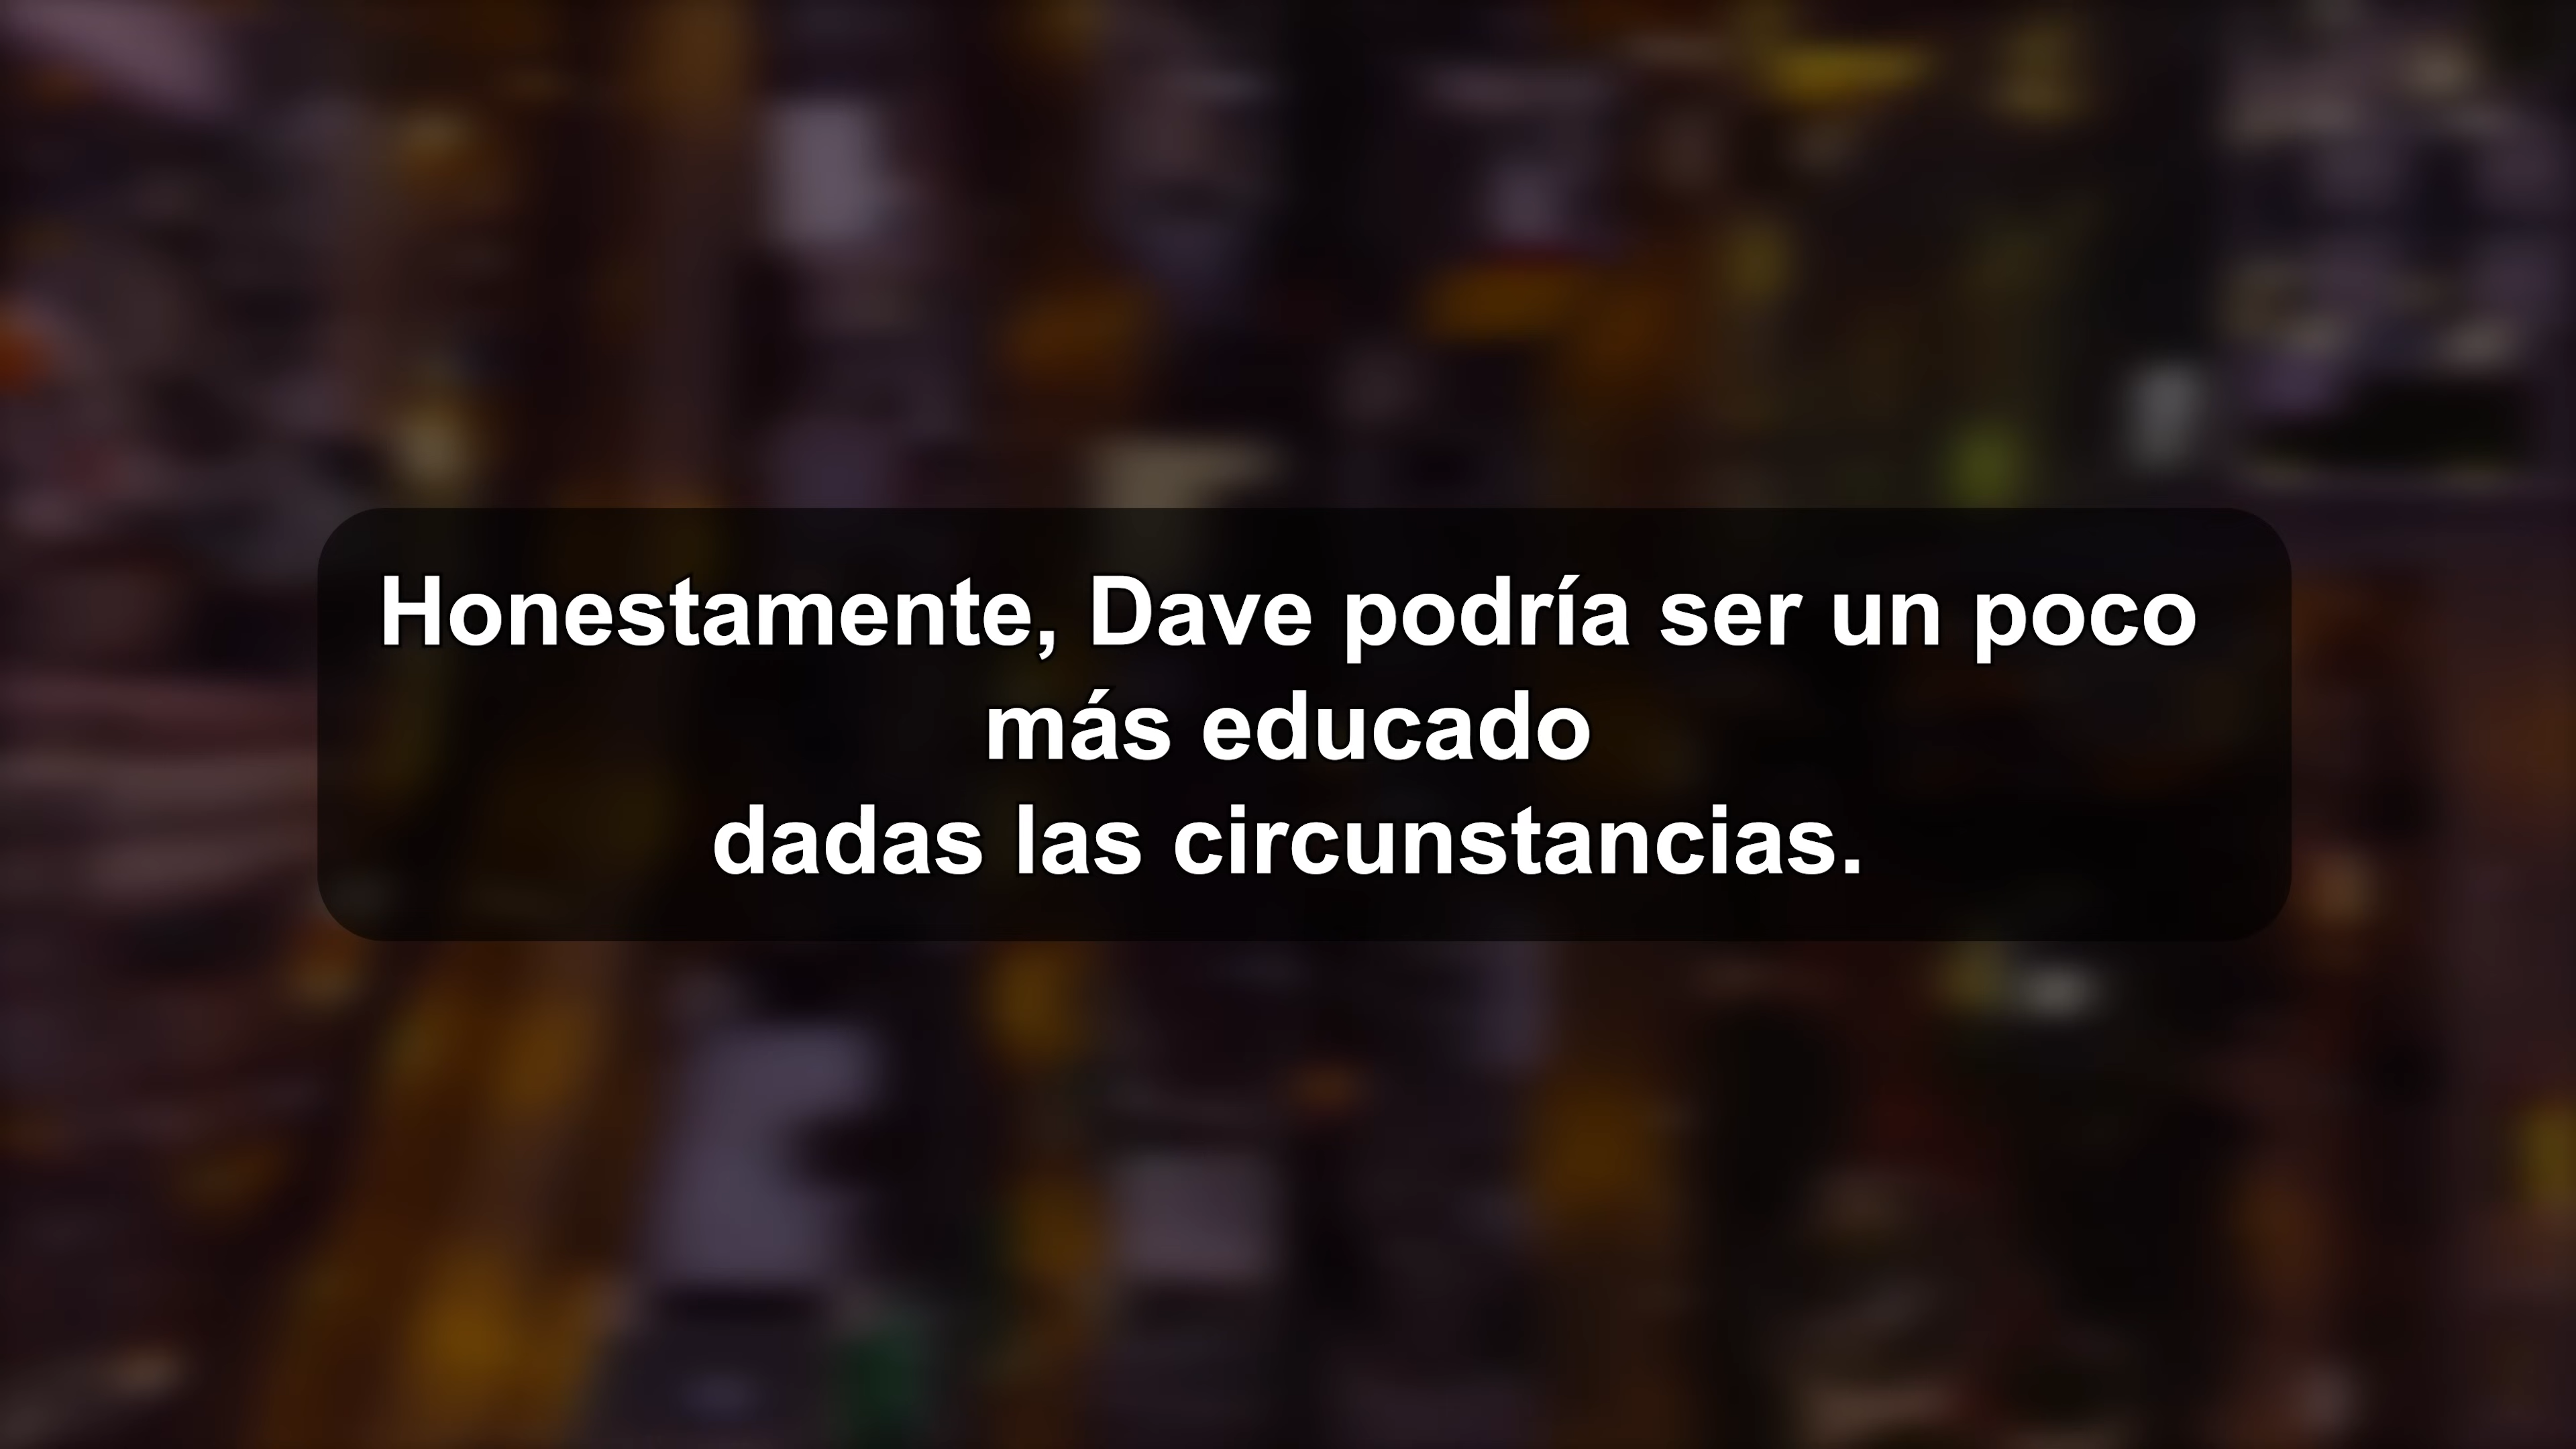 Honestamente, Dave podría ser un poco
más educado
dadas las circunstancias.